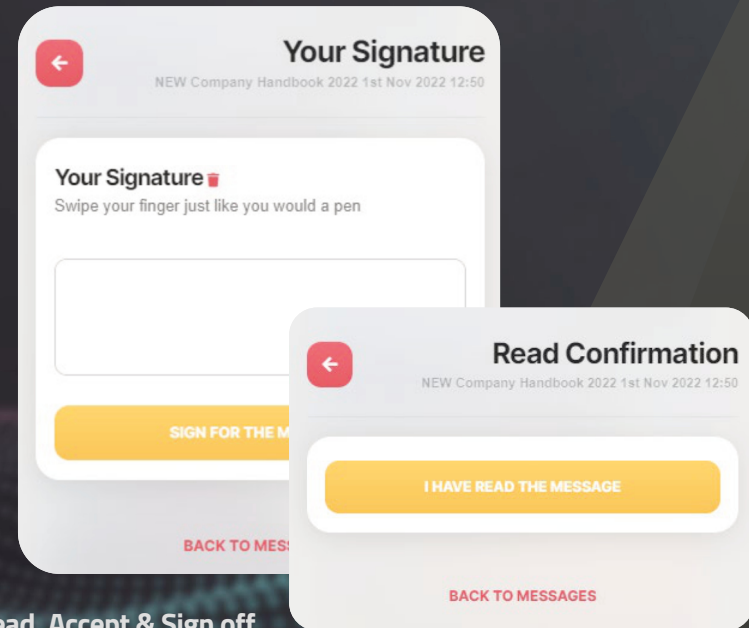 Your Signature
NEW Company Handbook 2022 1st Nov 2022 12:50
Your Signature
Swipe your finger just like you would a pen
SIGN FOR THE M
BACK TO MES
Read Confirmation
NEW Company Handbook 2022 1st Nov 2022 12:50
I HAVE READ THE MESSAGE
BACK TO MESSAGES
ead, Accept & Sign off